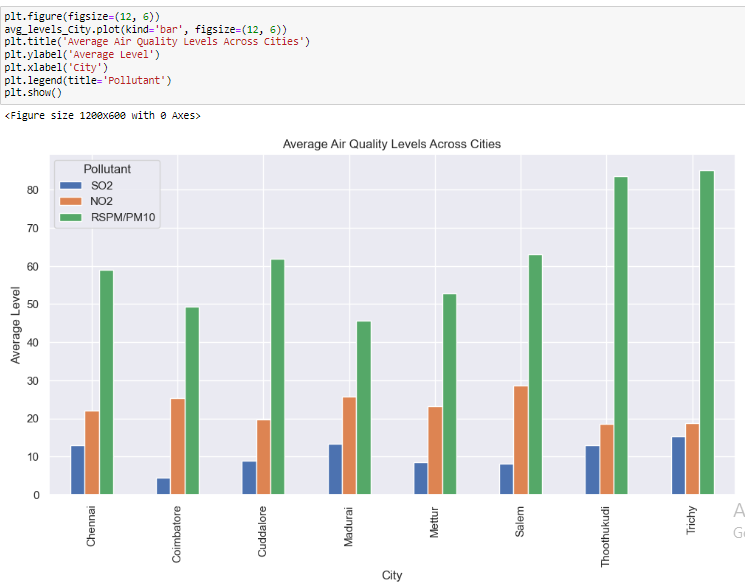 plt.figure(figsize=(12, 6))
avg_levels_City.plot(kind='bar', figsize=(12, 6))
plt.title('Average Air Quality Levels Across Cities')
plt.ylabel('Average Level')
plt.xlabel('City')
plt.legend(title='Pollutant')
plt.show()
<Figure size 1200x600 with 0 Axes>
Average Air Quality Levels Across Cities
Pollutant
SO2
NO2
RSPM/PM10
80
70
60
50
40
30
20
10
0
Average Level
Chennai
Coimbatore
Cuddalore
Madurai
Mettur
Salem
Thoothukudi
Trichy
City